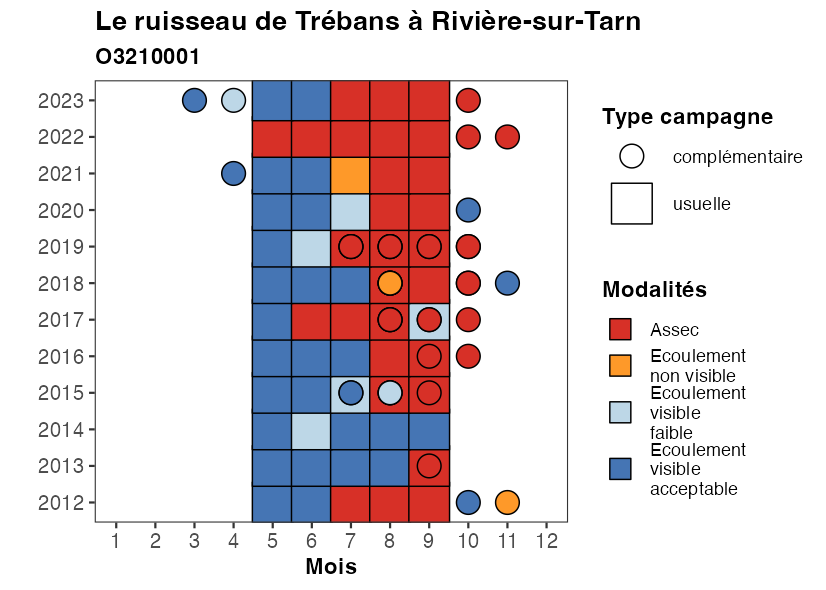 Le ruisseau de Trébans à Rivière-sur-Tarn
O3210001
2023
2022
2021
2020
2019
2018
2017
2016
2015
2014
2013
2012
1 2 3 4 5 6 7 8 9 10 11 12
Mois
Type campagne
complémentaire
usuelle
Modalités
Assec
Ecoulement
non visible
Ecoulement
visible
faible
Ecoulement
visible
acceptable